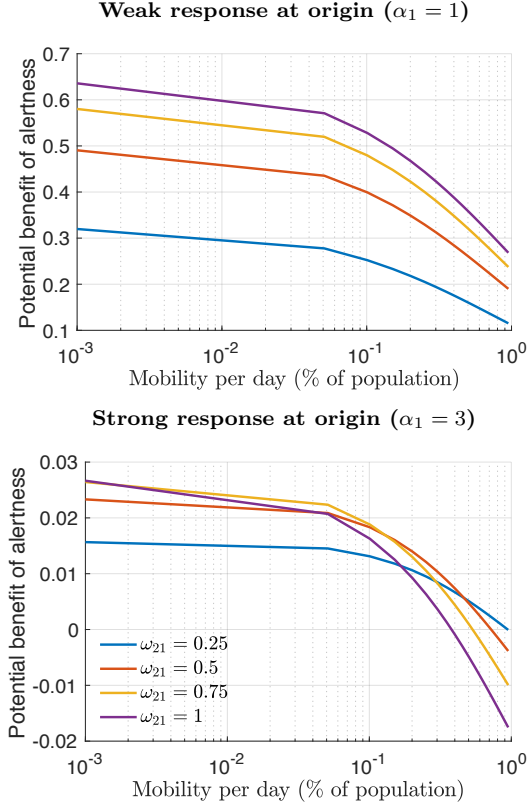 Weak response at origin (α₁ = 1)
Potential benefit of alertness
0.7
0.6
0.5
0.4
0.3
0.2
0.1
10⁻³ 10⁻² 10⁻¹ 10⁰
Mobility per day (% of population)
Strong response at origin (α₁ = 3)
Potential benefit of alertness
0.03
0.02
0.01
0
-0.01
-0.02
ω₂₁ = 0.25
ω₂₁ = 0.5
ω₂₁ = 0.75
ω₂₁ = 1
10⁻³ 10⁻² 10⁻¹ 10⁰
Mobility per day (% of population)